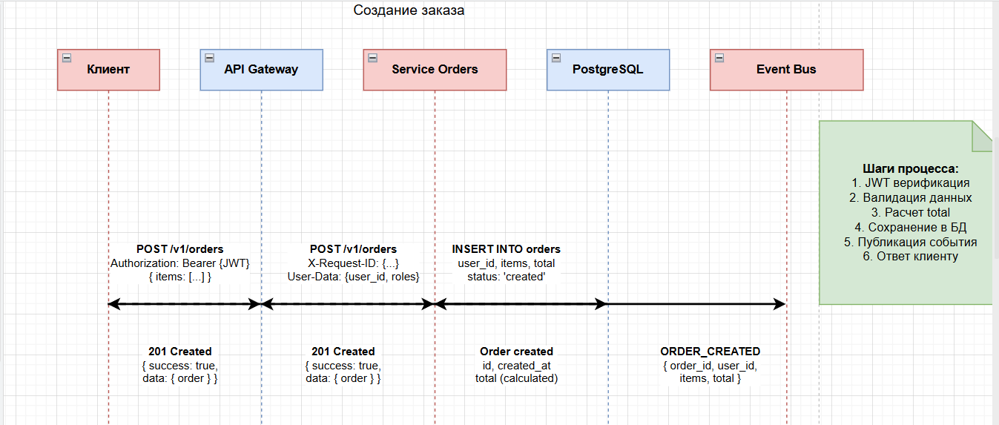 Создание заказа
Клиент
API Gateway
Service Orders
PostgreSQL
Event Bus
Шаги процесса:
1. JWT верификация
2. Валидация данных
3. Расчет total
4. Сохранение в БД
5. Публикация события
6. Ответ клиенту
POST /v1/orders
Authorization: Bearer {JWT}
{ items: [...] }
POST /v1/orders
X-Request-ID: {...}
User-Data: {user_id, roles}
INSERT INTO orders
user_id, items, total
status: 'created'
201 Created
{ success: true,
data: { order } }
201 Created
{ success: true,
data: { order } }
Order created
id, created_at
total (calculated)
ORDER_CREATED
{ order_id, user_id,
items, total }